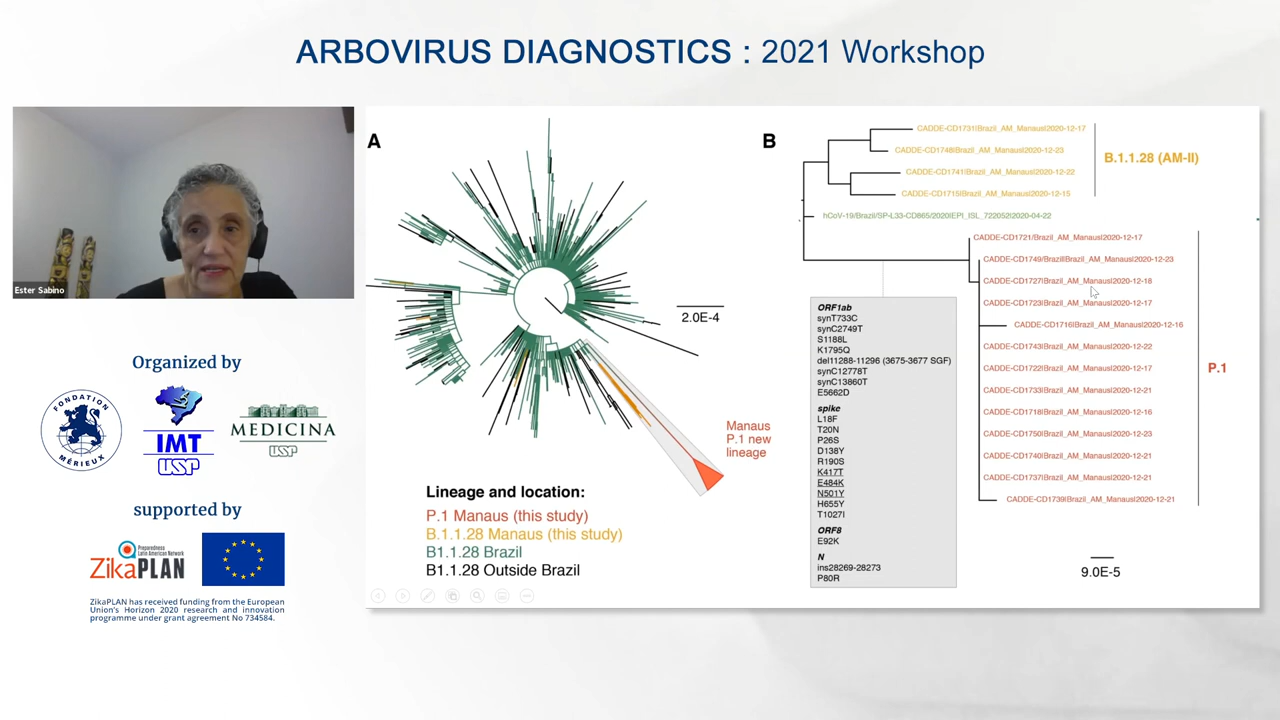 ARBOVIRUS DIAGNOSTICS : 2021 Workshop
Ester Sabino
Organized by
FONDATION
MÉRIEUX
IMT
USP
MEDICINA
USP
supported by
Preparedness
Latin American Network
ZikaPLAN
ZikaPLAN has received funding from the European
Union's Horizon 2020 research and innovation
programme under grant agreement No 734584.
A
2.0E-4
Manaus
P.1 new
lineage
Lineage and location:
P.1 Manaus (this study)
B.1.1.28 Manaus (this study)
B1.1.28 Brazil
B1.1.28 Outside Brazil
B
CADDE-CD1731|Brazil_AM_Manaus|2020-12-17
CADDE-CD1748|Brazil_AM_Manaus|2020-12-23
CADDE-CD1741|Brazil_AM_Manaus|2020-12-22
CADDE-CD1715|Brazil_AM_Manaus|2020-12-15
B.1.1.28 (AM-II)
hCoV-19/Brazil/SP-L33-CD865/2020|EPI_ISL_722052|2020-04-22
CADDE-CD1721/Brazil_AM_Manaus|2020-12-17
CADDE-CD1749/Brazil|Brazil_AM_Manaus|2020-12-23
CADDE-CD1727|Brazil_AM_Manaus|2020-12-18
CADDE-CD1723|Brazil_AM_Manaus|2020-12-17
CADDE-CD1716|Brazil_AM_Manaus|2020-12-16
CADDE-CD1743|Brazil_AM_Manaus|2020-12-22
CADDE-CD1722|Brazil_AM_Manaus|2020-12-17
CADDE-CD1733|Brazil_AM_Manaus|2020-12-21
CADDE-CD1718|Brazil_AM_Manaus|2020-12-16
CADDE-CD1750|Brazil_AM_Manaus|2020-12-23
CADDE-CD1740|Brazil_AM_Manaus|2020-12-21
CADDE-CD1737|Brazil_AM_Manaus|2020-12-21
CADDE-CD1739|Brazil_AM_Manaus|2020-12-21
P.1
ORF1ab
synT733C
synC2749T
S1188L
K1795Q
del11288-11296 (3675-3677 SGF)
synC12778T
synC13860T
E5662D
spike
L18F
T20N
P26S
D138Y
R190S
K417T
E484K
N501Y
H655Y
T1027I
ORF8
E92K
N
ins28269-28273
P80R
9.0E-5